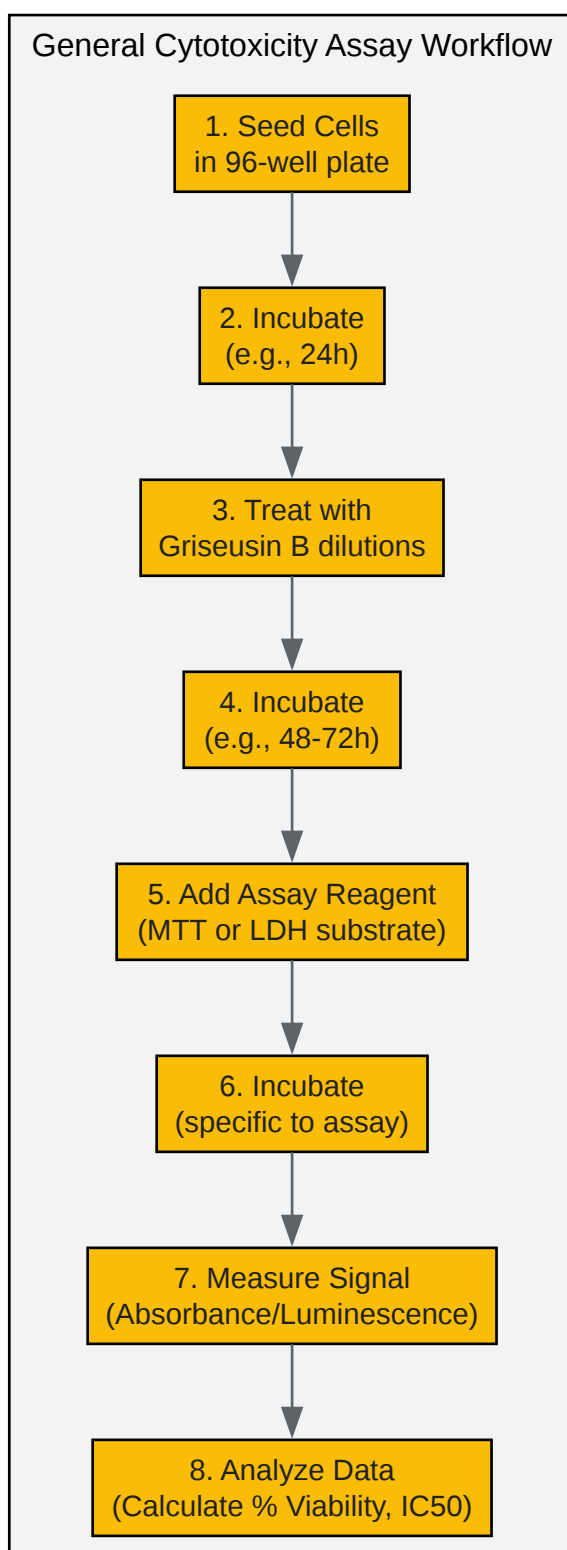 General Cytotoxicity Assay Workflow
1. Seed Cells
in 96-well plate
2. Incubate
(e.g., 24h)
3. Treat with
Griseusin B dilutions
4. Incubate
(e.g., 48-72h)
5. Add Assay Reagent
(MTT or LDH substrate)
6. Incubate
(specific to assay)
7. Measure Signal
(Absorbance/Luminescence)
8. Analyze Data
(Calculate % Viability, IC50)